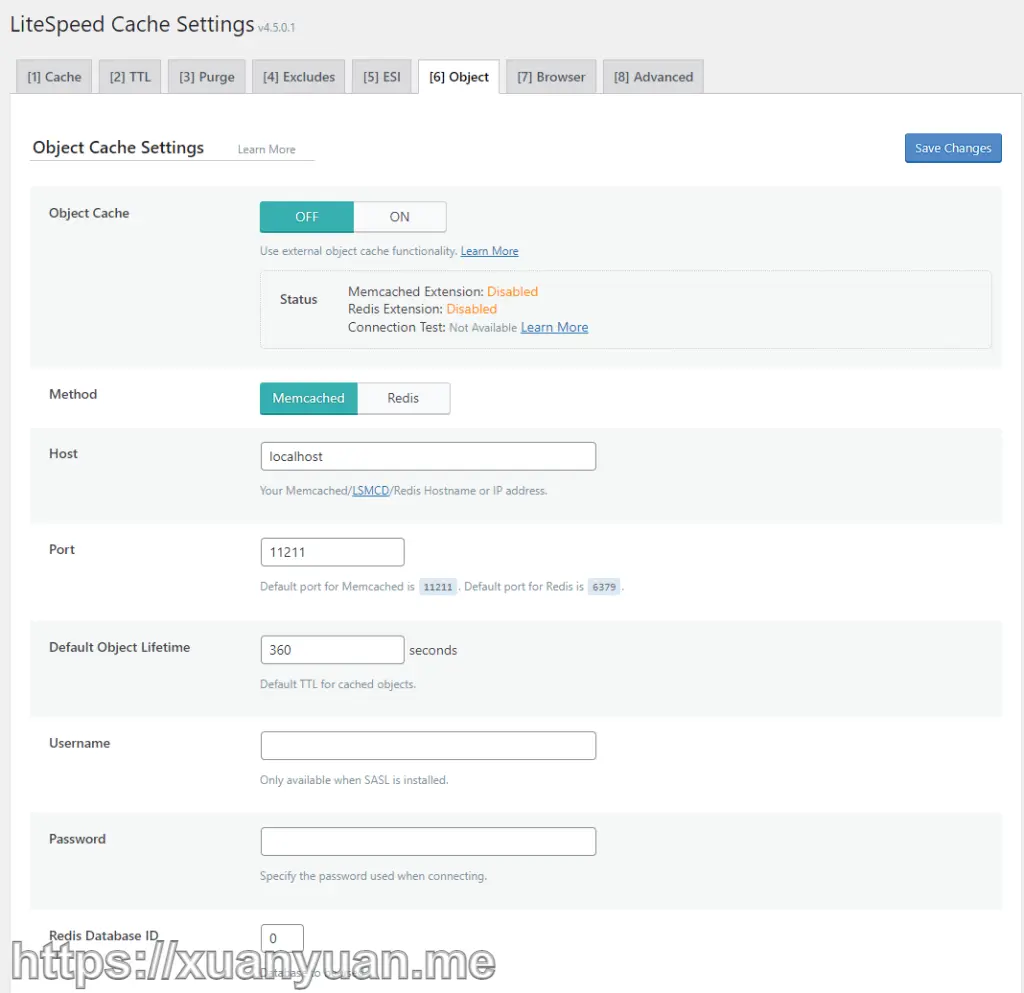 LiteSpeed Cache Settings v4.5.0.1
[1] Cache [2] TTL [3] Purge [4] Excludes [5] ESI [6] Object [7] Browser [8] Advanced
Object Cache Settings Learn More Save Changes
Object Cache OFF ON
Use external object cache functionality. Learn More
Status Memcached Extension: Disabled
Redis Extension: Disabled
Connection Test: Not Available Learn More
Method Memcached Redis
Host localhost
Your Memcached/LSMCD/Redis Hostname or IP address.
Port 11211
Default port for Memcached is 11211. Default port for Redis is 6379.
Default Object Lifetime 360 seconds
Default TTL for cached objects.
Username
Only available when SASL is installed.
Password
Specify the password used when connecting.
Redis Database ID 0
Database to
https://xuanyuan.me